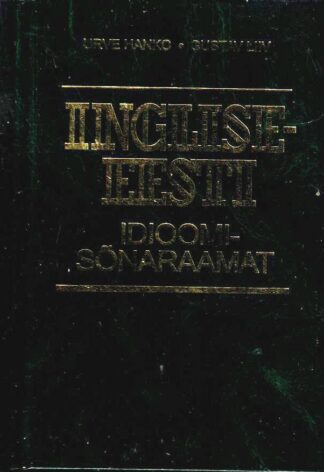 URVE HANKO • GUSTAV LIIV
INGLISE-
EESTI
IDIOOMI-
SÕNARAAMAT